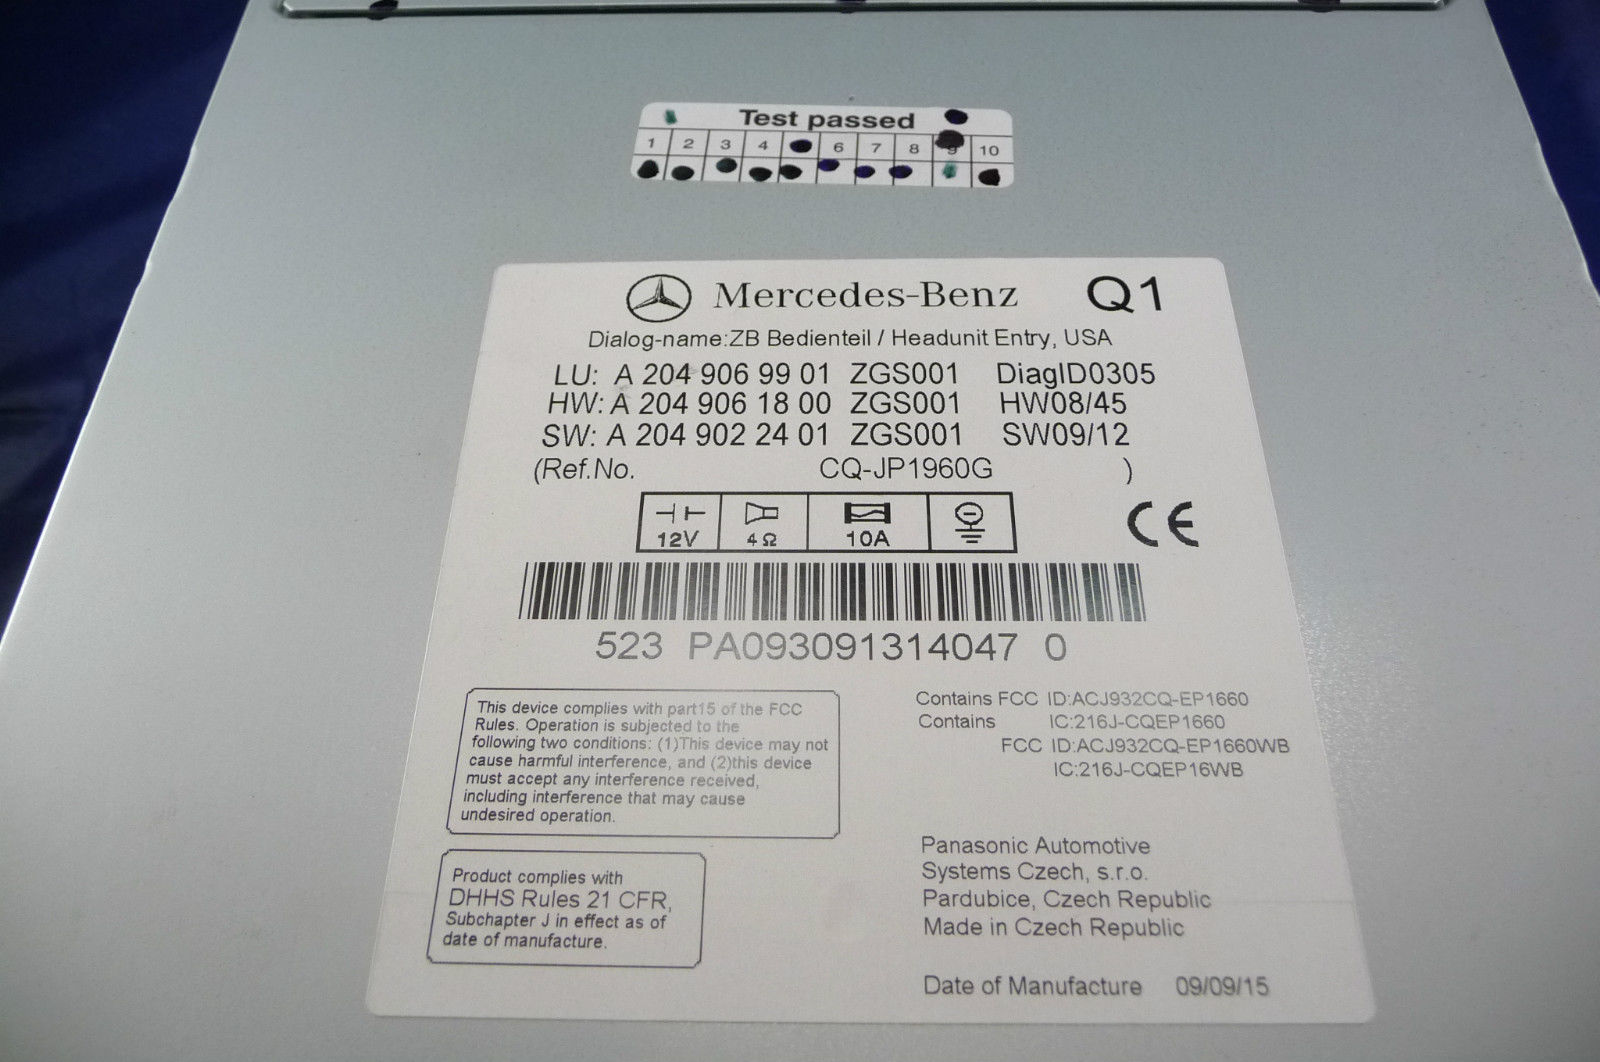 Test passed
1 2 3 4 6 7 8 9 10
Mercedes-Benz Q1
Dialog-name:ZB Bedienteil / Headunit Entry, USA
LU: A 204 906 99 01 ZGS001 DiagID0305
HW: A 204 906 18 00 ZGS001 HW08/45
SW: A 204 902 24 01 ZGS001 SW09/12
(Ref.No. CQ-JP1960G )
12V 4Ω 10A
CE
523 PA093091314047 0
This device complies with part15 of the FCC
Rules. Operation is subjected to the
following two conditions: (1)This device may not
cause harmful interference, and (2)this device
must accept any interference received,
including interference that may cause
undesired operation.
Contains FCC ID:ACJ932CQ-EP1660
Contains IC:216J-CQEP1660
FCC ID:ACJ932CQ-EP1660WB
IC:216J-CQEP16WB
Product complies with
DHHS Rules 21 CFR,
Subchapter J in effect as of
date of manufacture.
Panasonic Automotive
Systems Czech, s.r.o.
Pardubice, Czech Republic
Made in Czech Republic
Date of Manufacture 09/09/15